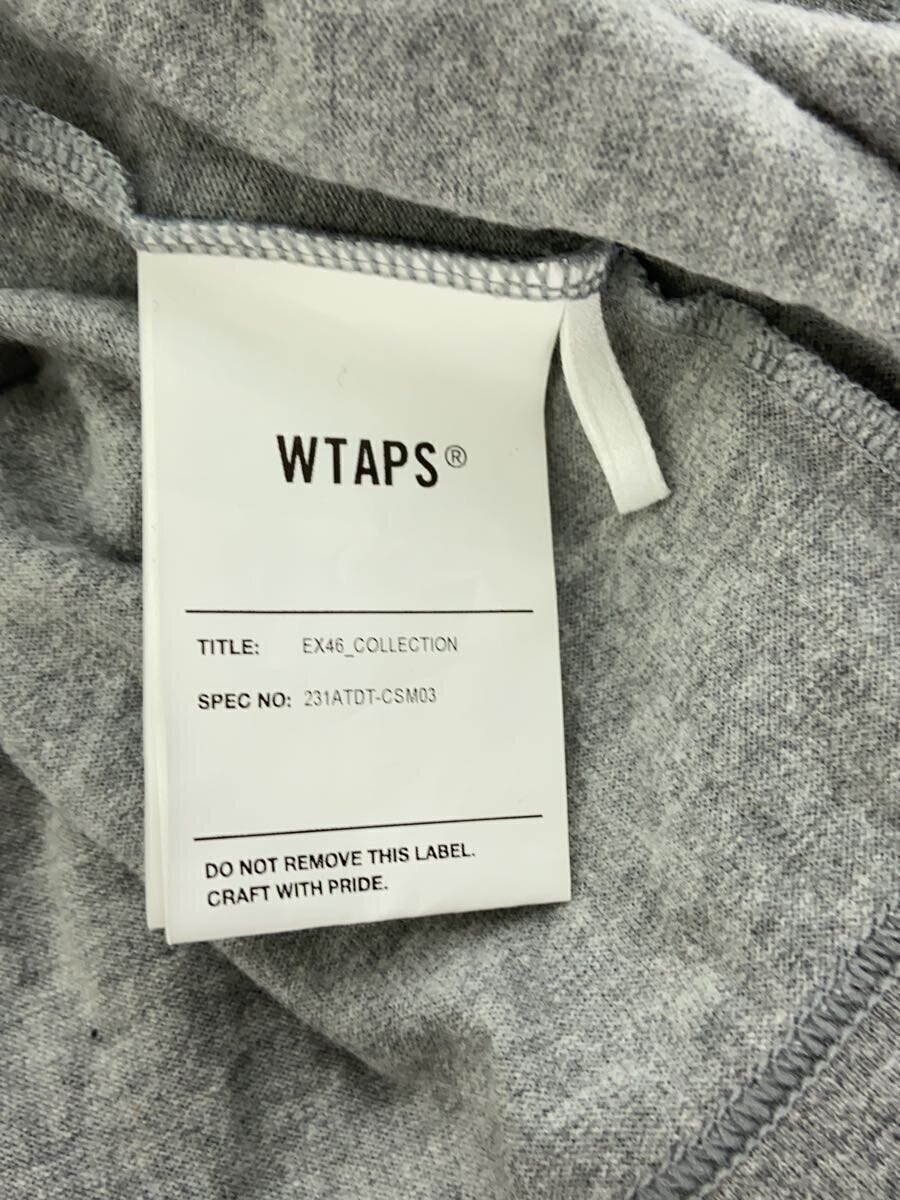 WTAPS®
TITLE: EX46_COLLECTION
SPEC NO: 231ATDT-CSM03
DO NOT REMOVE THIS LABEL.
CRAFT WITH PRIDE.